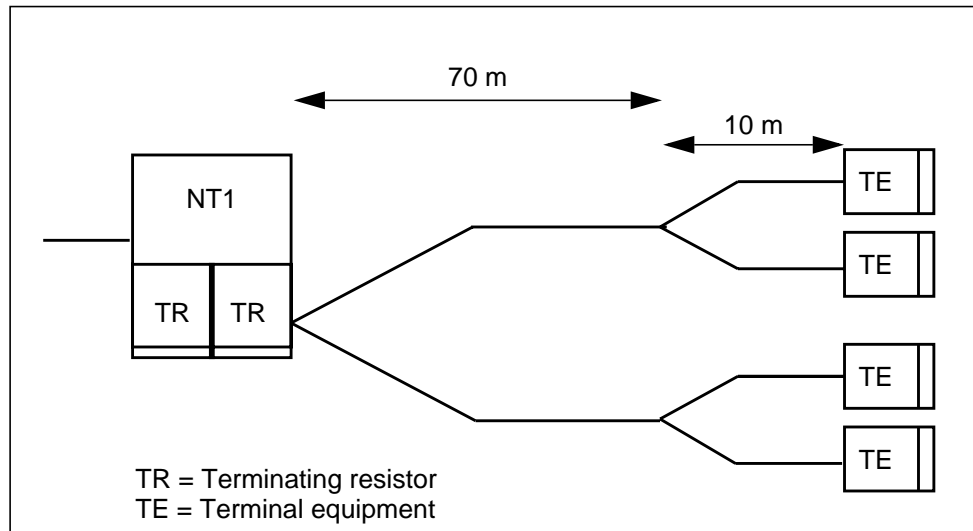 70 m
10 m
NT1
TE
TE
TR TR
TE
TE
TR = Terminating resistor
TE = Terminal equipment